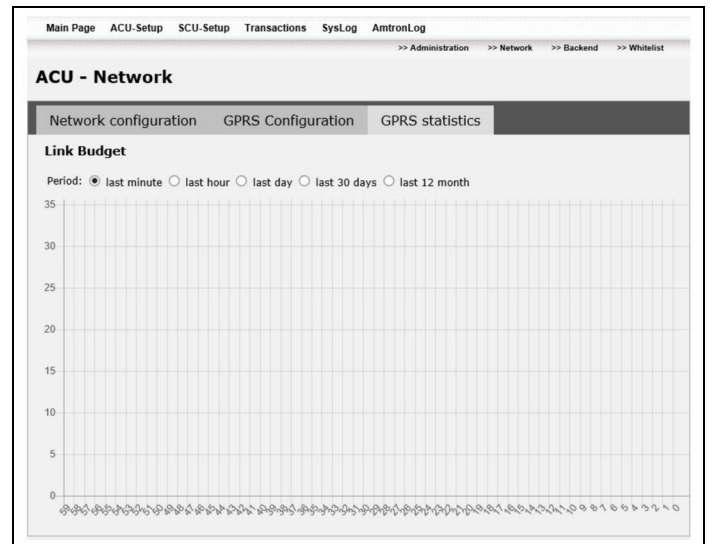 Main Page ACU-Setup SCU-Setup Transactions SysLog AmtronLog
>> Administration >> Network >> Backend >> Whitelist
ACU - Network
Network configuration GPRS Configuration GPRS statistics
Link Budget
Period: last minute last hour last day last 30 days last 12 month
35
30
25
20
15
10
5
0
59 58 57 56 55 54 53 52 51 50 49 48 47 46 45 44 43 42 41 40 39 38 37 36 35 34 33 32 31 30 29 28 27 26 25 24 23 22 21 20 19 18 17 16 15 14 13 12 11 10 9 8 7 6 5 4 3 2 1 0